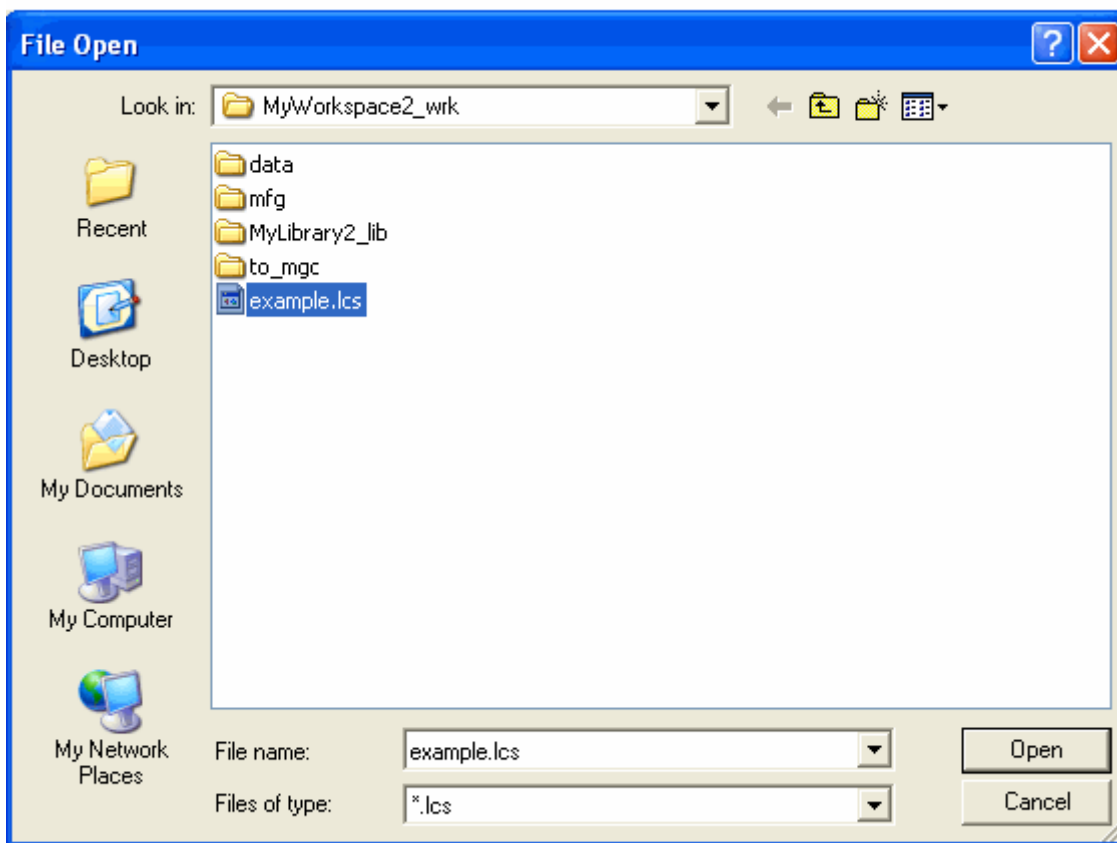 File Open
Look in:
MyWorkspace2_wrk
Recent
Desktop
My Documents
My Computer
My Network
Places
data
mfg
MyLibrary2_lib
to_mgc
example.lcs
File name:
example.lcs
Open
Files of type:
*.lcs
Cancel